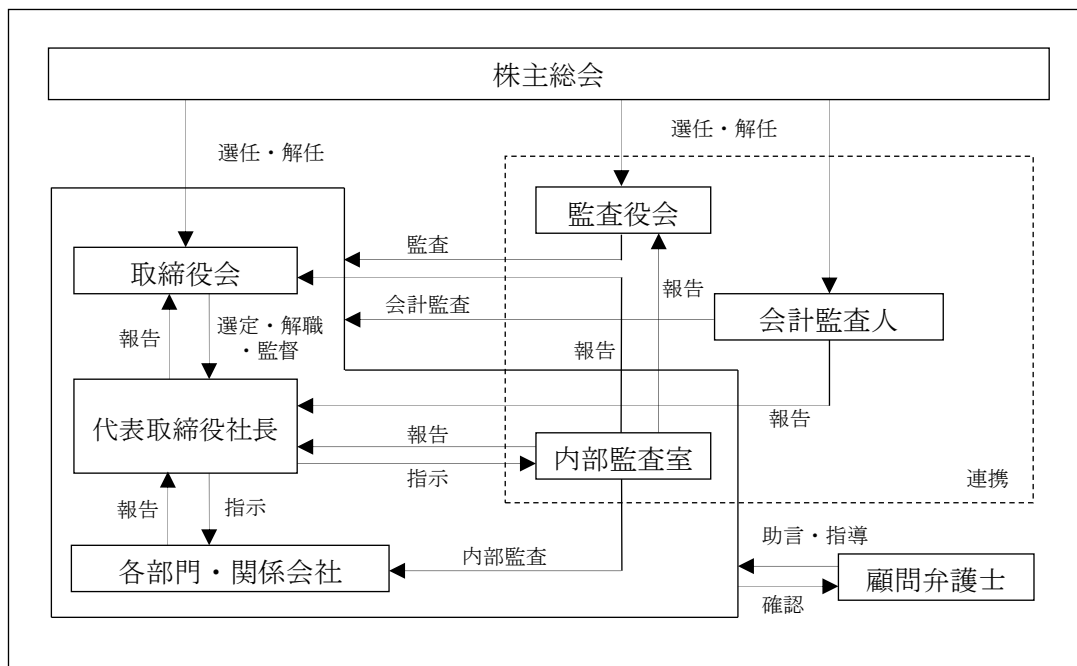 株主総会
選任・解任
選任・解任
監査役会
監査
取締役会
報告
会計監査
会計監査人
報告
選定・解職
・監督
報告
代表取締役社長
報告
報告
指示
内部監査室
連携
報告
指示
内部監査
各部門・関係会社
助言・指導
顧問弁護士
確認